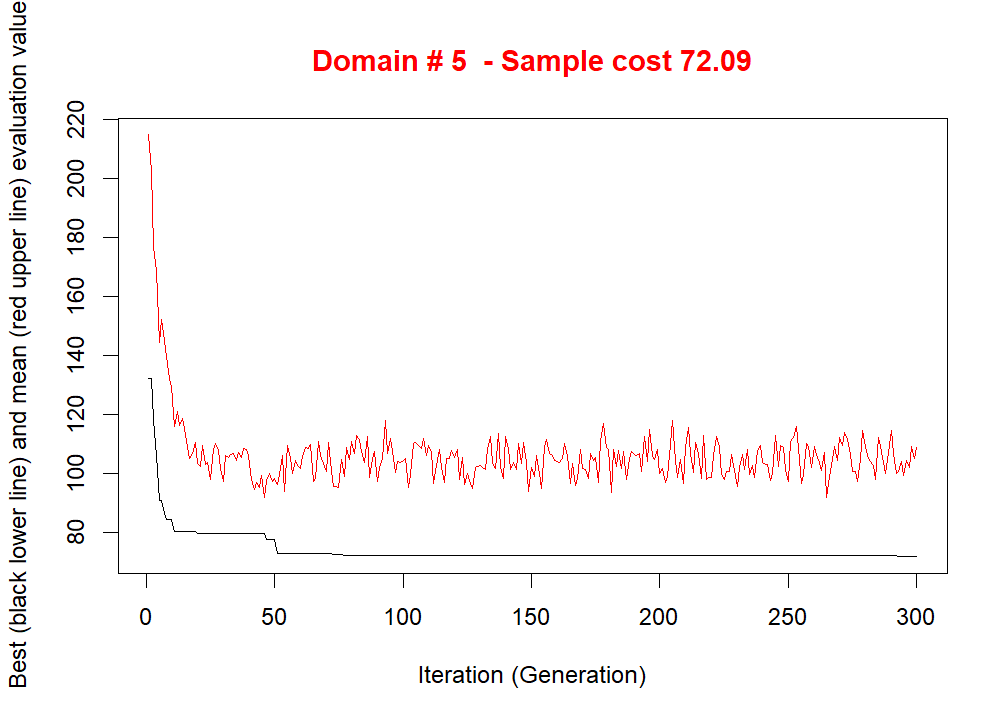 Domain # 5  - Sample cost 72.09
Best (black lower line) and mean (red upper line) evaluation value
220
200
180
160
140
120
100
80
0 50 100 150 200 250 300
Iteration (Generation)